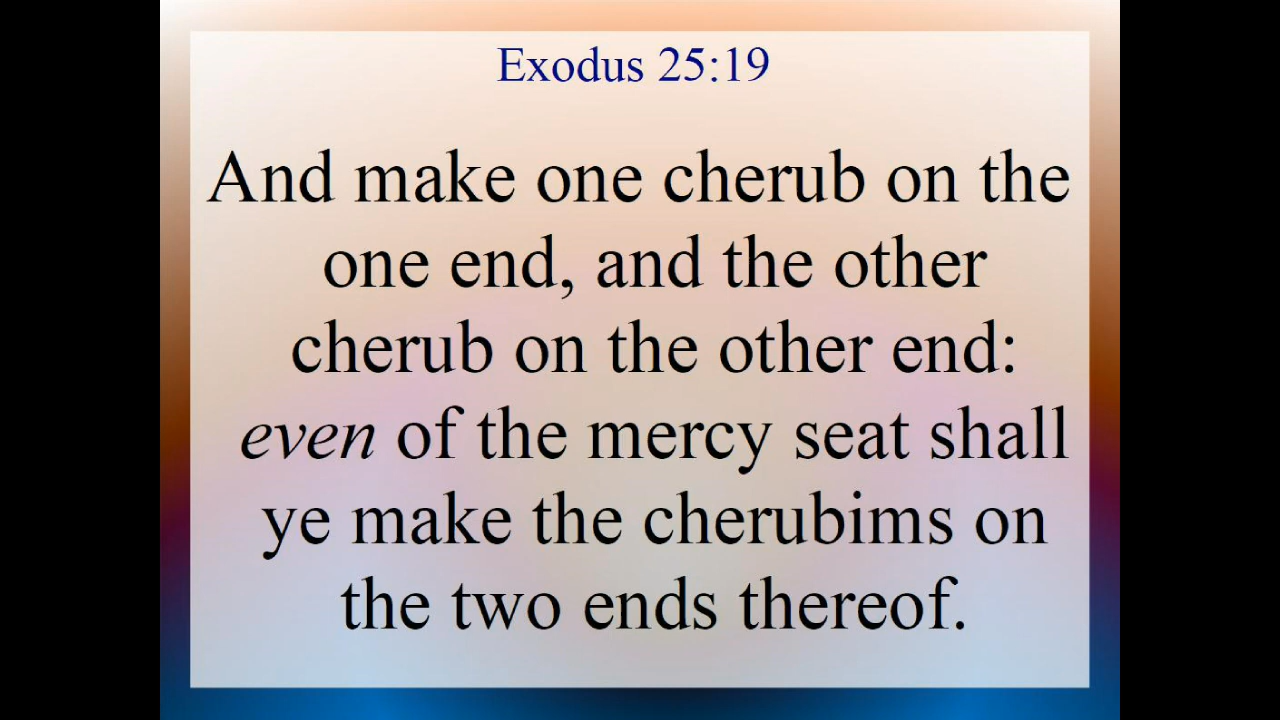 Exodus 25:19
And make one cherub on the
one end, and the other
cherub on the other end:
even of the mercy seat shall
ye make the cherubims on
the two ends thereof.